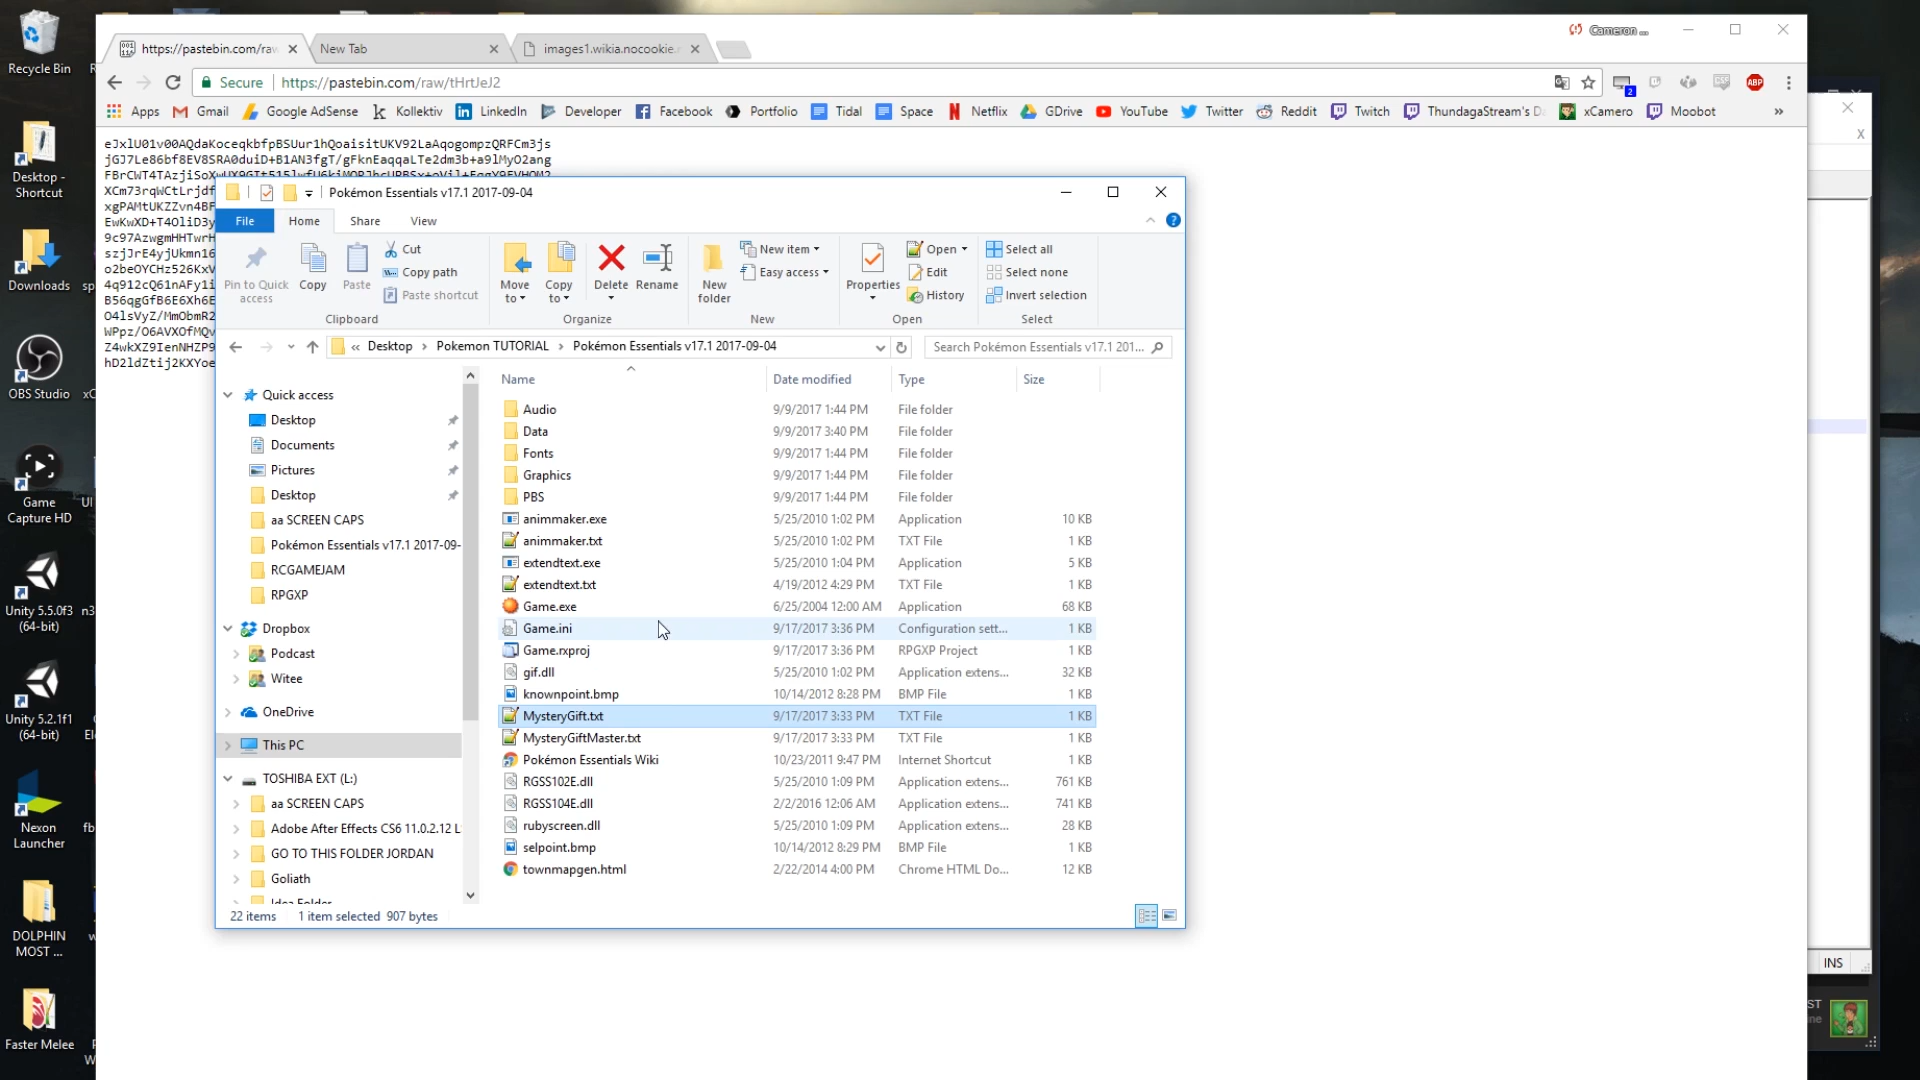 Recycle Bin
Desktop - Shortcut
Downloads
OBS Studio
Game Capture HD
Unity 5.5.0f3 (64-bit)
Unity 5.2.1f1 (64-bit)
Nexon Launcher
DOLPHIN MOST ...
Faster Melee
https://pastebin.com/raw
New Tab
images1.wikia.nocookie.
Cameron ...
Secure
https://pastebin.com/raw/tHrtJeJ2
2
ABP
Apps
Gmail
Google AdSense
Kollektiv
LinkedIn
Developer
Facebook
Portfolio
Tidal
Space
Netflix
GDrive
YouTube
Twitter
Reddit
Twitch
ThundagaStream's Da
xCamero
Moobot
»
Pokémon Essentials v17.1 2017-09-04
File
Home
Share
View
Pin to Quick access
Copy
Paste
Cut
Copy path
Paste shortcut
Clipboard
Move to
Copy to
Delete
Rename
Organize
New folder
New item
Easy access
New
Properties
Open
Edit
History
Open
Select all
Select none
Invert selection
Select
« Desktop > Pokemon TUTORIAL > Pokémon Essentials v17.1 2017-09-04
Search Pokémon Essentials v17.1 201...
Quick access
Desktop
Documents
Pictures
Desktop
aa SCREEN CAPS
Pokémon Essentials v17.1 2017-09-
RCGAMEJAM
RPGXP
Dropbox
Podcast
Witee
OneDrive
This PC
TOSHIBA EXT (L:)
aa SCREEN CAPS
Adobe After Effects CS6 11.0.2.12 L
GO TO THIS FOLDER JORDAN
Goliath
Idea Folder
Name Date modified Type Size
Audio 9/9/2017 1:44 PM File folder
Data 9/9/2017 3:40 PM File folder
Fonts 9/9/2017 1:44 PM File folder
Graphics 9/9/2017 1:44 PM File folder
PBS 9/9/2017 1:44 PM File folder
animmaker.exe 5/25/2010 1:02 PM Application 10 KB
animmaker.txt 5/25/2010 1:02 PM TXT File 1 KB
extendtext.exe 5/25/2010 1:04 PM Application 5 KB
extendtext.txt 4/19/2012 4:29 PM TXT File 1 KB
Game.exe 6/25/2004 12:00 AM Application 68 KB
Game.ini 9/17/2017 3:36 PM Configuration sett... 1 KB
Game.rxproj 9/17/2017 3:36 PM RPGXP Project 1 KB
gif.dll 5/25/2010 1:02 PM Application extens... 32 KB
knownpoint.bmp 10/14/2012 8:28 PM BMP File 1 KB
MysteryGift.txt 9/17/2017 3:33 PM TXT File 1 KB
MysteryGiftMaster.txt 9/17/2017 3:33 PM TXT File 1 KB
Pokémon Essentials Wiki 10/23/2011 9:47 PM Internet Shortcut 1 KB
RGSS102E.dll 5/25/2010 1:09 PM Application extens... 761 KB
RGSS104E.dll 2/2/2016 12:06 AM Application extens... 741 KB
rubyscreen.dll 5/25/2010 1:09 PM Application extens... 28 KB
selpoint.bmp 10/14/2012 8:29 PM BMP File 1 KB
townmapgen.html 2/22/2014 4:00 PM Chrome HTML Do... 12 KB
22 items 1 item selected 907 bytes
INS